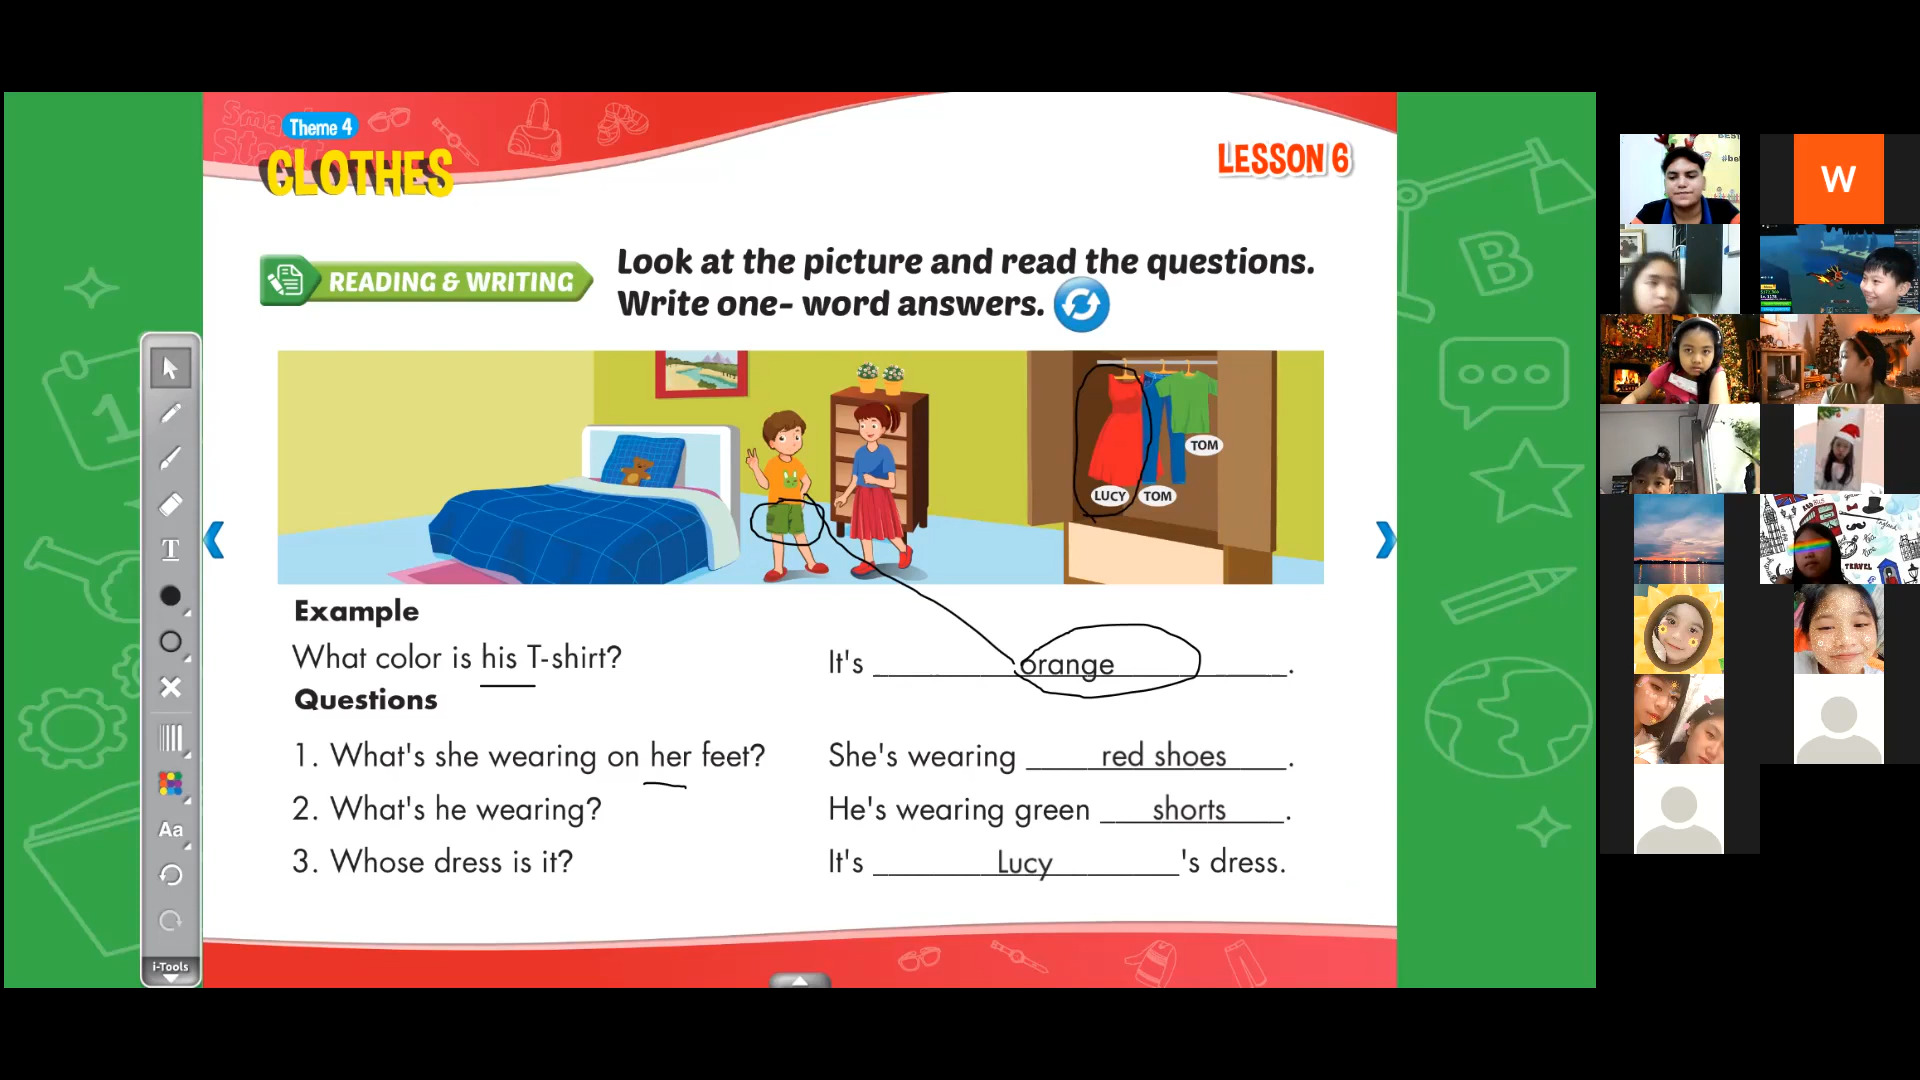 Theme 4
CLOTHES
LESSON 6
READING & WRITING
Look at the picture and read the questions.
Write one- word answers.
TOM
LUCY
TOM
Example
What color is his T-shirt?
It's orange.
Questions
1. What's she wearing on her feet?
She's wearing red shoes.
2. What's he wearing?
He's wearing green shorts.
3. Whose dress is it?
It's Lucy's dress.
T
Aa
i-Tools
W
B
1
TRAVEL